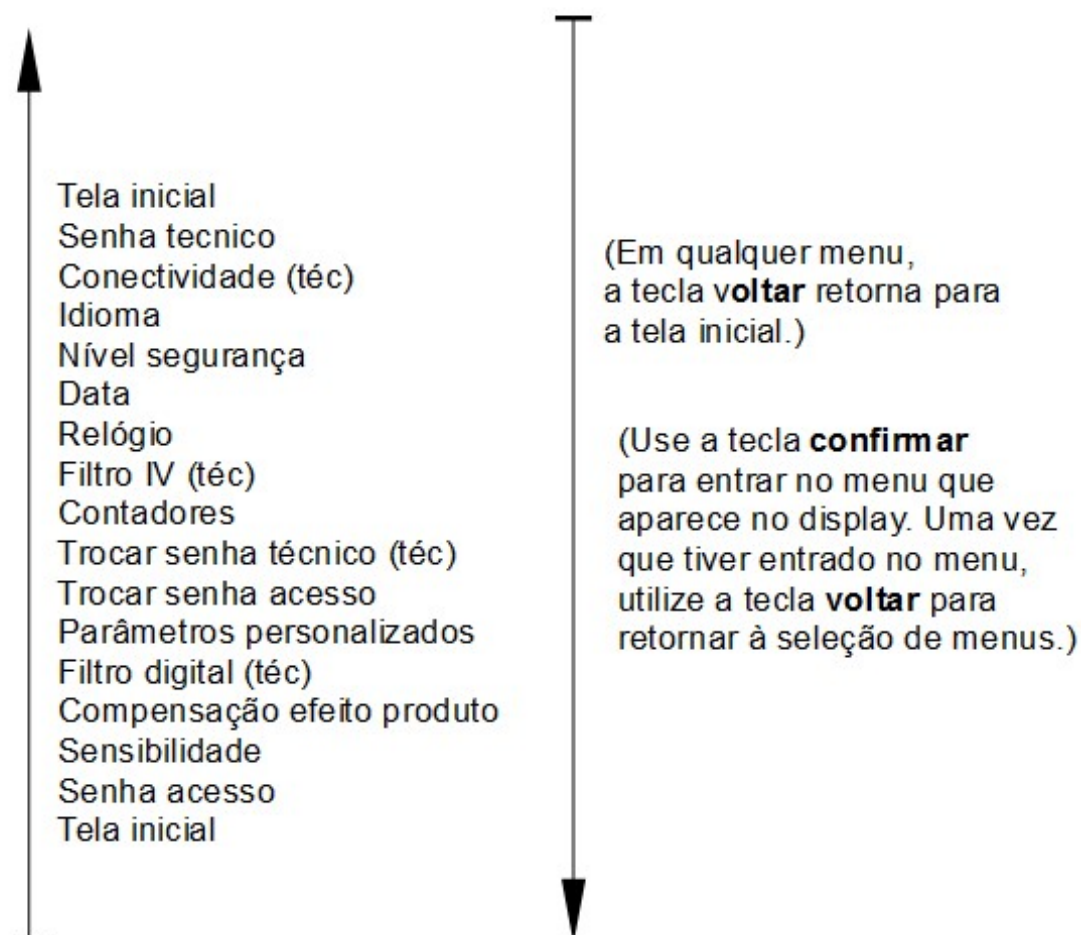 Tela inicial
Senha tecnico
Conectividade (téc)
Idioma
Nível segurança
Data
Relógio
Filtro IV (téc)
Contadores
Trocar senha técnico (téc)
Trocar senha acesso
Parâmetros personalizados
Filtro digital (téc)
Compensação efeito produto
Sensibilidade
Senha acesso
Tela inicial
(Em qualquer menu,
a tecla voltar retorna para
a tela inicial.)
(Use a tecla confirmar
para entrar no menu que
aparece no display. Uma vez
que tiver entrado no menu,
utilize a tecla voltar para
retornar à seleção de menus.)